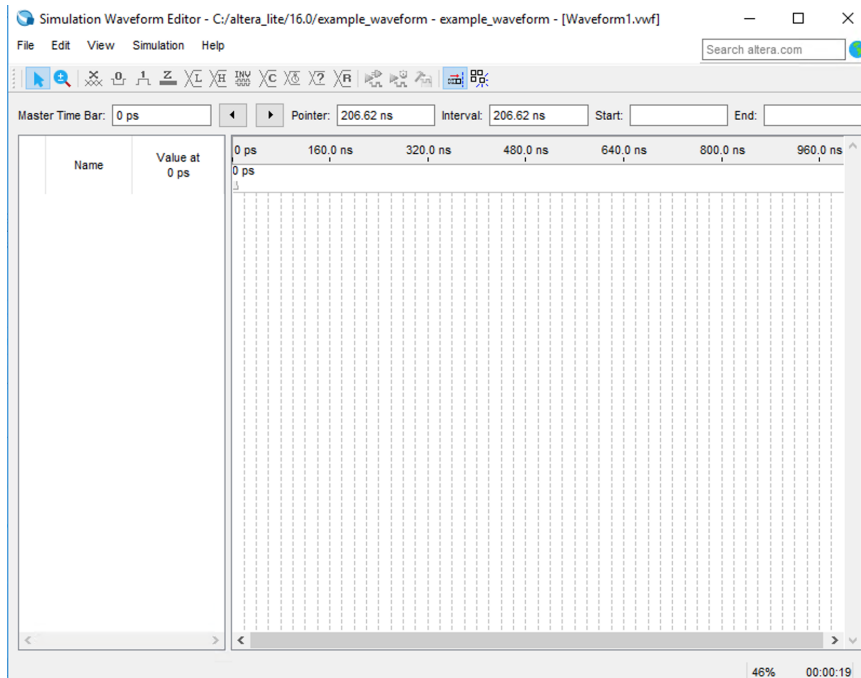 Simulation Waveform Editor - C:/altera_lite/16.0/example_waveform - example_waveform - [Waveform1.vwf]
File Edit View Simulation Help
Search altera.com
Master Time Bar: 0 ps Pointer: 206.62 ns Interval: 206.62 ns Start: End:
Name Value at
0 ps
0 ps 160.0 ns 320.0 ns 480.0 ns 640.0 ns 800.0 ns 960.0 ns
0 ps
46% 00:00:19